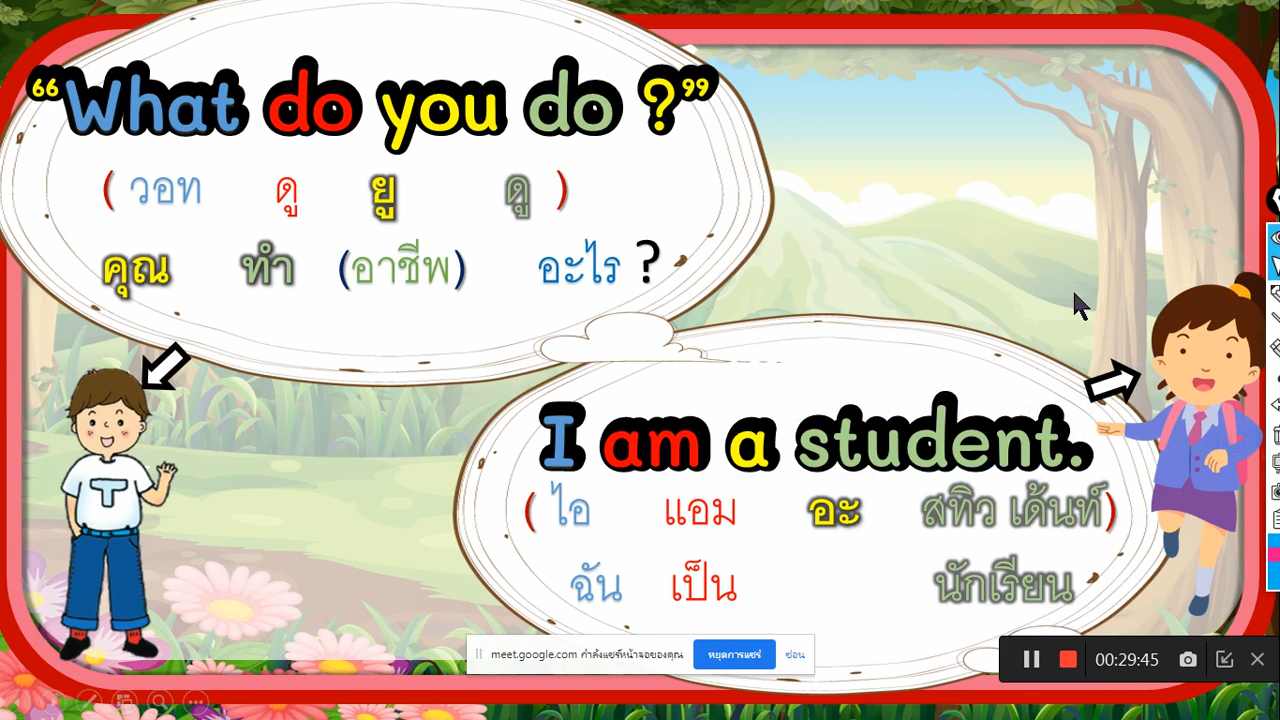 “What do you do ?”
( วอท ดู ยู ดู )
คุณ ทำ (อาชีพ) อะไร ?
T
I am a student.
( ไอ แอม อะ สทิว เด้นท์)
ฉัน เป็น นักเรียน
meet.google.com กำลังแชร์หน้าจอของคุณ หยุดการแชร์ ซ่อน
00:29:45